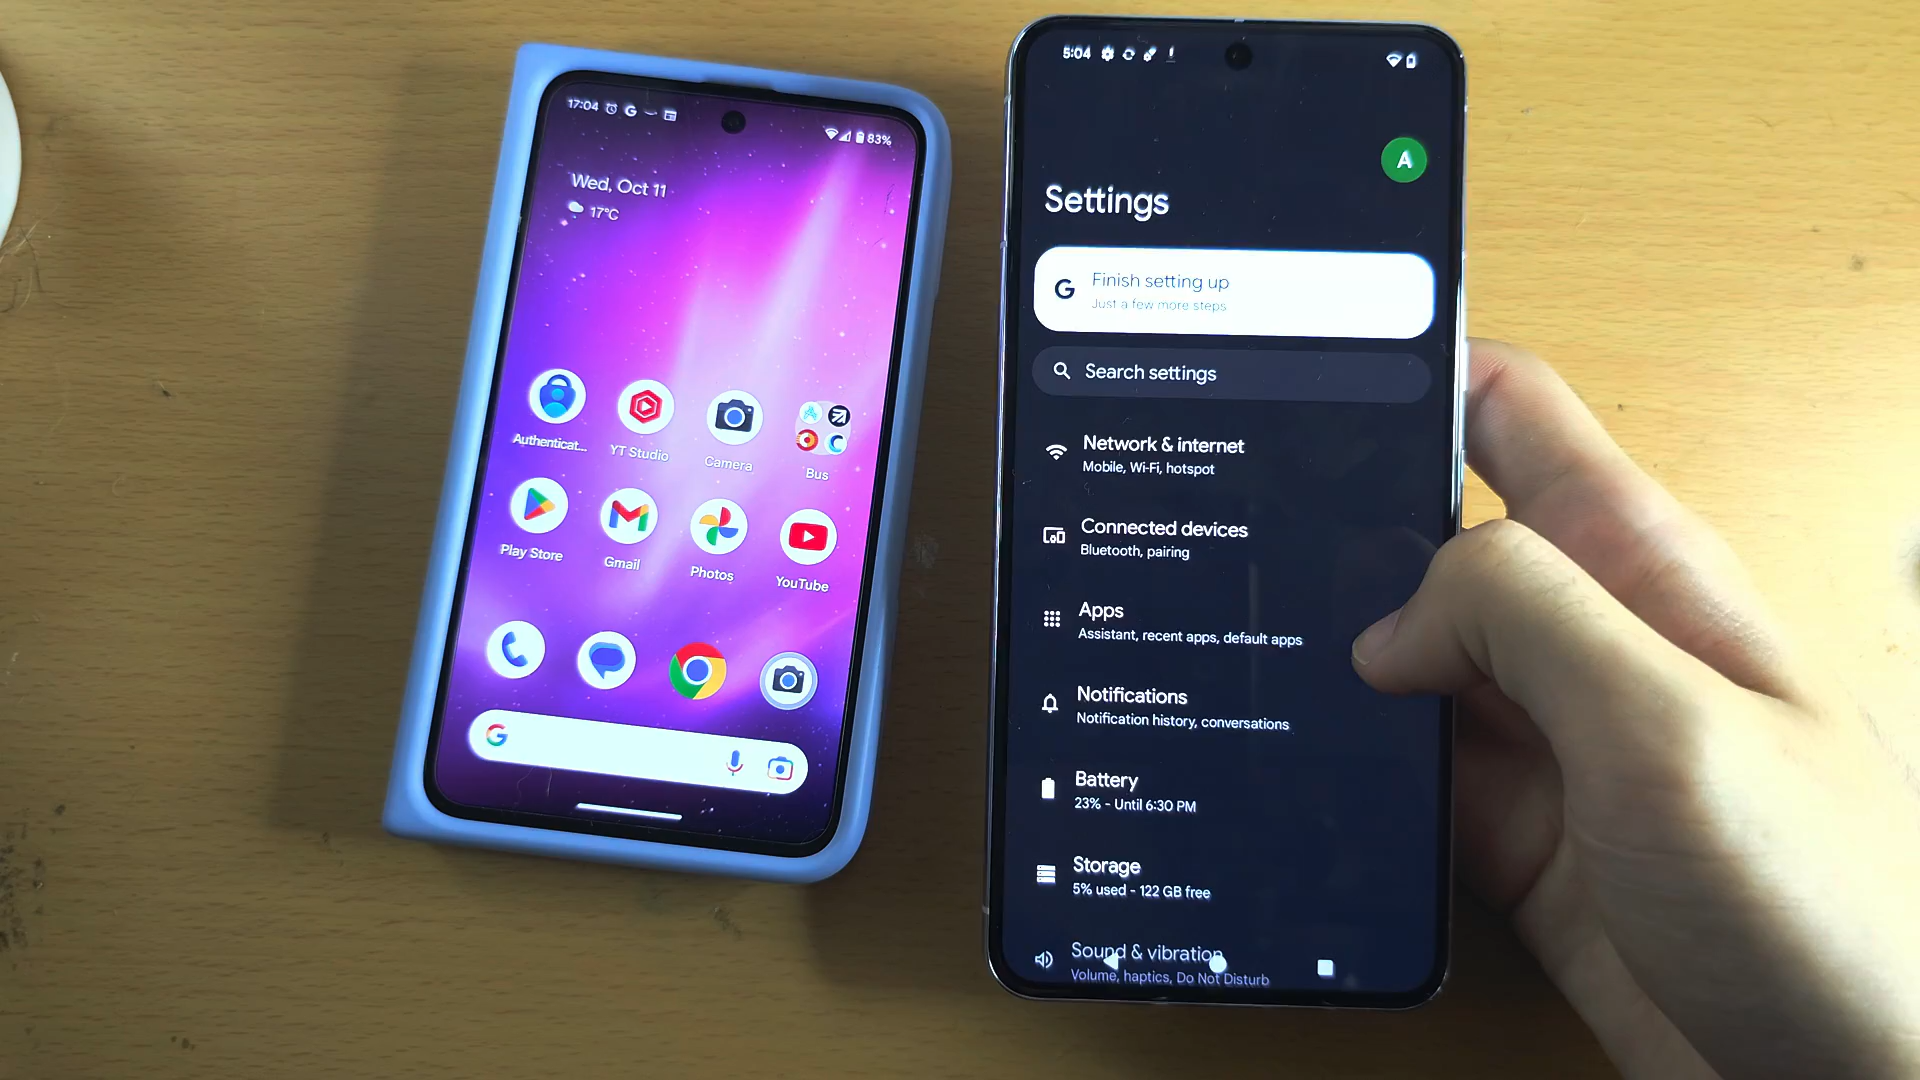 17:04
83%
Wed, Oct 11
17°C
Authenticat...
YT Studio
Camera
Bus
Play Store
Gmail
Photos
YouTube
5:04
A
Settings
G
Finish setting up
Just a few more steps
Search settings
Network & internet
Mobile, Wi-Fi, hotspot
Connected devices
Bluetooth, pairing
Apps
Assistant, recent apps, default apps
Notifications
Notification history, conversations
Battery
23% - Until 6:30 PM
Storage
5% used - 122 GB free
Sound & vibration
Volume, haptics, Do Not Disturb